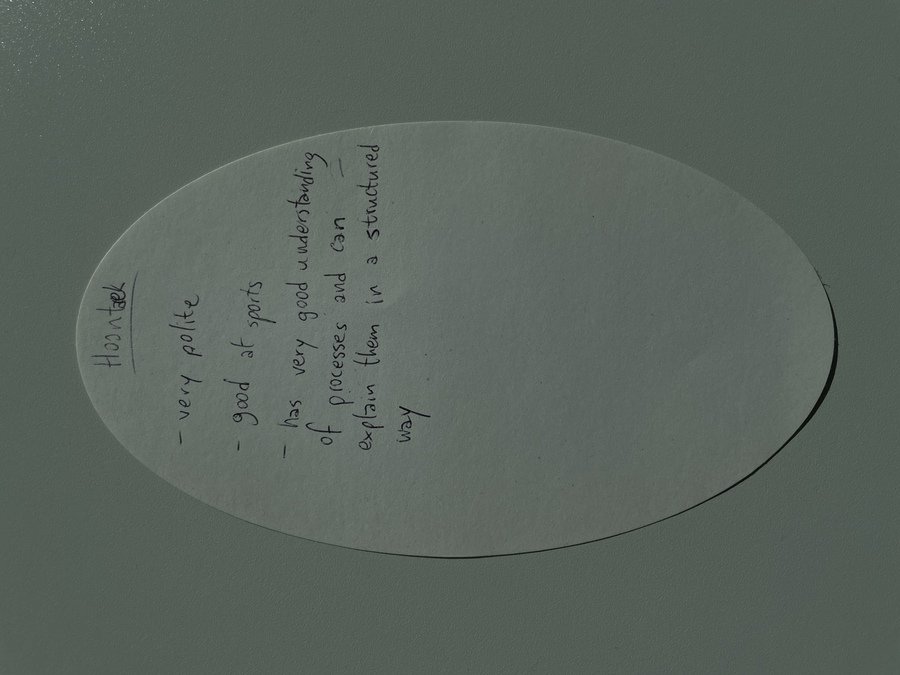 Hoontaek
- very polite
- good at sports
- has very good understanding
of processes and can
explain them in a structured
way